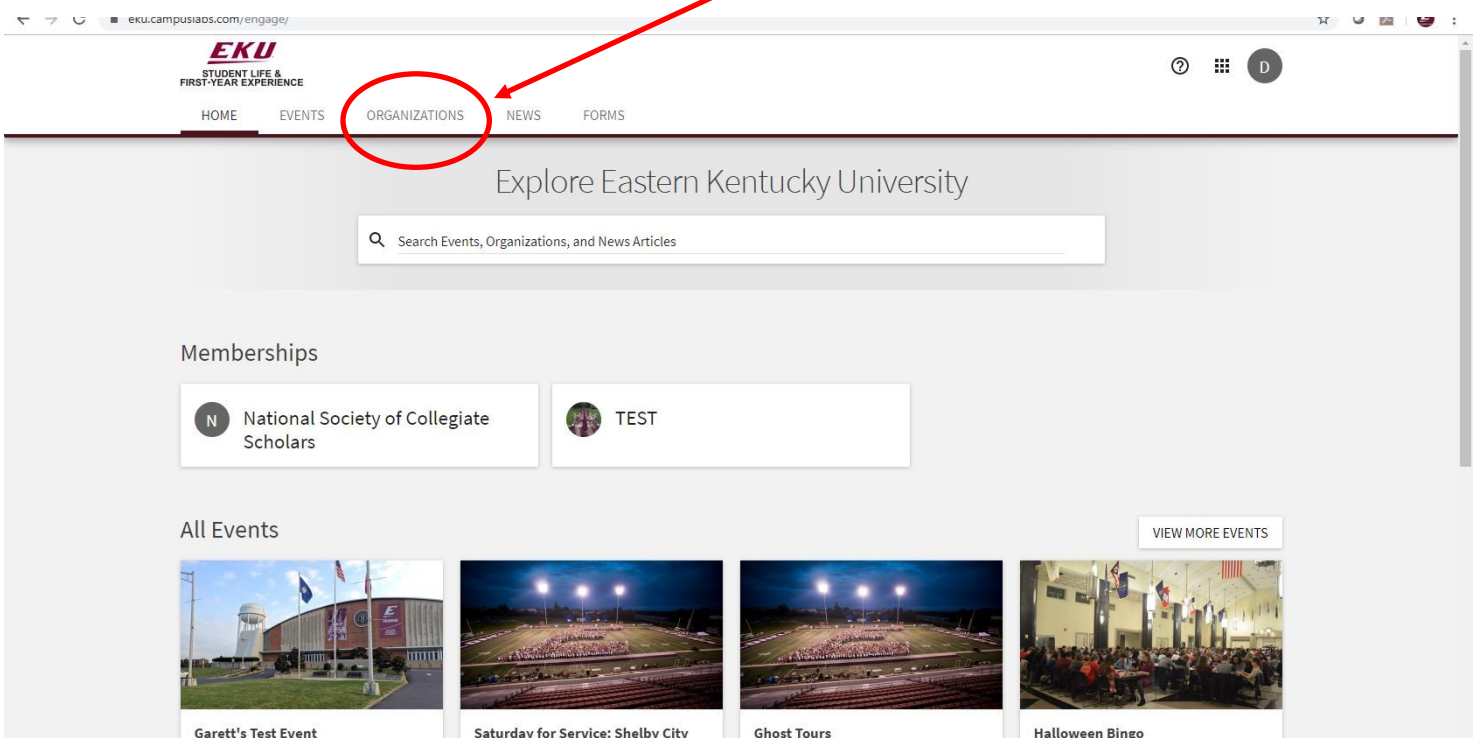 eku.campuslabs.com/engage/
EKU
STUDENT LIFE &
FIRST-YEAR EXPERIENCE
D
HOME EVENTS ORGANIZATIONS NEWS FORMS
Explore Eastern Kentucky University
Search Events, Organizations, and News Articles
Memberships
N
National Society of Collegiate
Scholars
TEST
All Events
VIEW MORE EVENTS
Garett's Test Event
Saturday for Service: Shelby City
Ghost Tours
Halloween Bingo